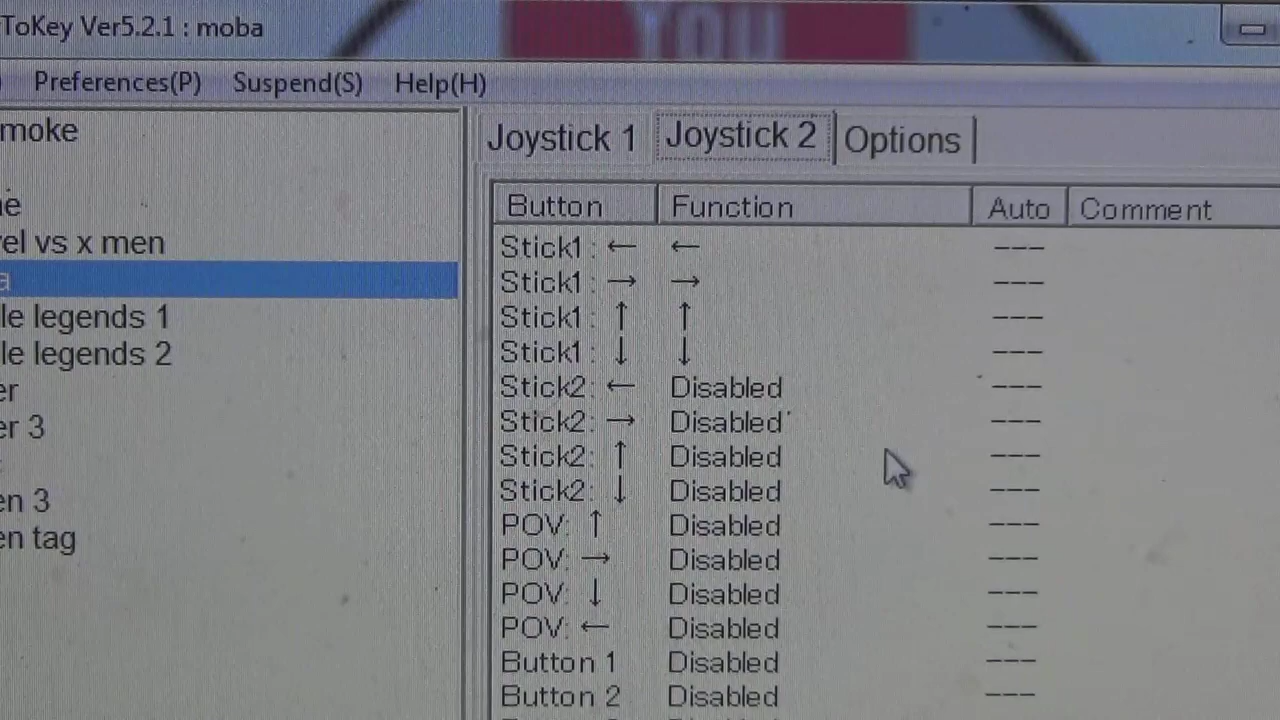 ToKey Ver5.2.1 : moba
YOU
Preferences(P) Suspend(S) Help(H)
moke
vel vs x men
a
le legends 1
le legends 2
er
er 3
en 3
en tag
Joystick 1 Joystick 2 Options
Button Function Auto Comment
Stick1 : ← ← ---
Stick1 : → → ---
Stick1 : ↑ ↑ ---
Stick1 : ↓ ↓ ---
Stick2: ← Disabled ---
Stick2: → Disabled ---
Stick2: ↑ Disabled ---
Stick2: ↓ Disabled ---
POV: ↑ Disabled ---
POV: → Disabled ---
POV: ↓ Disabled ---
POV: ← Disabled ---
Button 1 Disabled ---
Button 2 Disabled ---